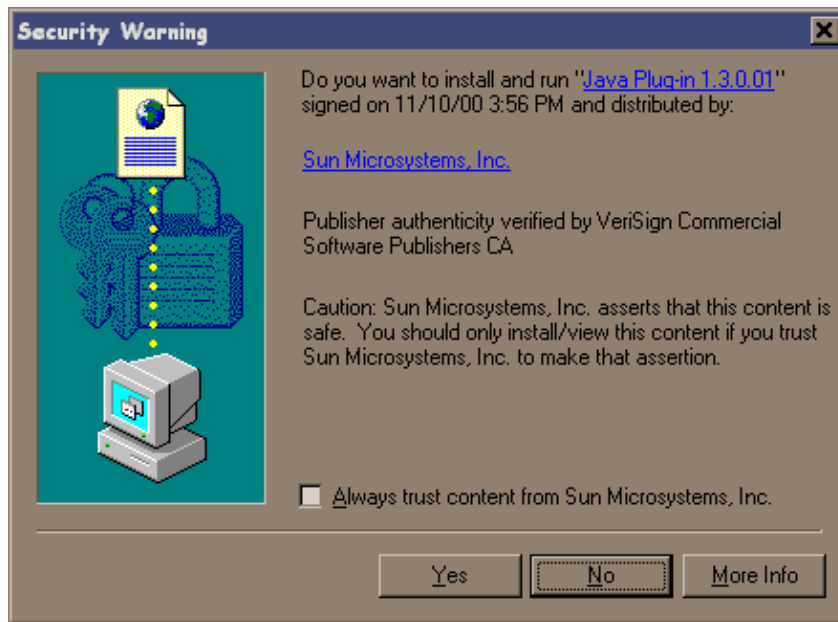 Security Warning
Do you want to install and run "Java Plug-in 1.3.0.01"
signed on 11/10/00 3:56 PM and distributed by:
Sun Microsystems, Inc.
Publisher authenticity verified by VeriSign Commercial
Software Publishers CA
Caution: Sun Microsystems, Inc. asserts that this content is
safe.  You should only install/view this content if you trust
Sun Microsystems, Inc. to make that assertion.
Always trust content from Sun Microsystems, Inc.
Yes No More Info